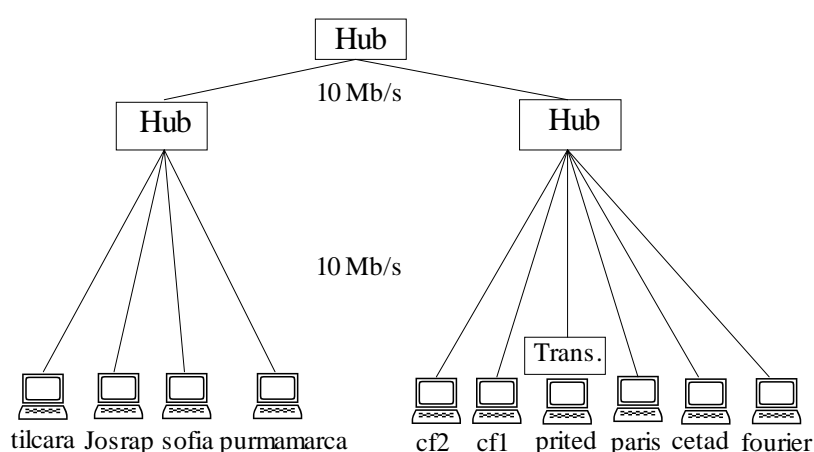 Hub
10 Mb/s
Hub
Hub
10 Mb/s
Trans.
tilcara Josrap sofia purmamarca cf2 cf1 prited paris cetad fourier